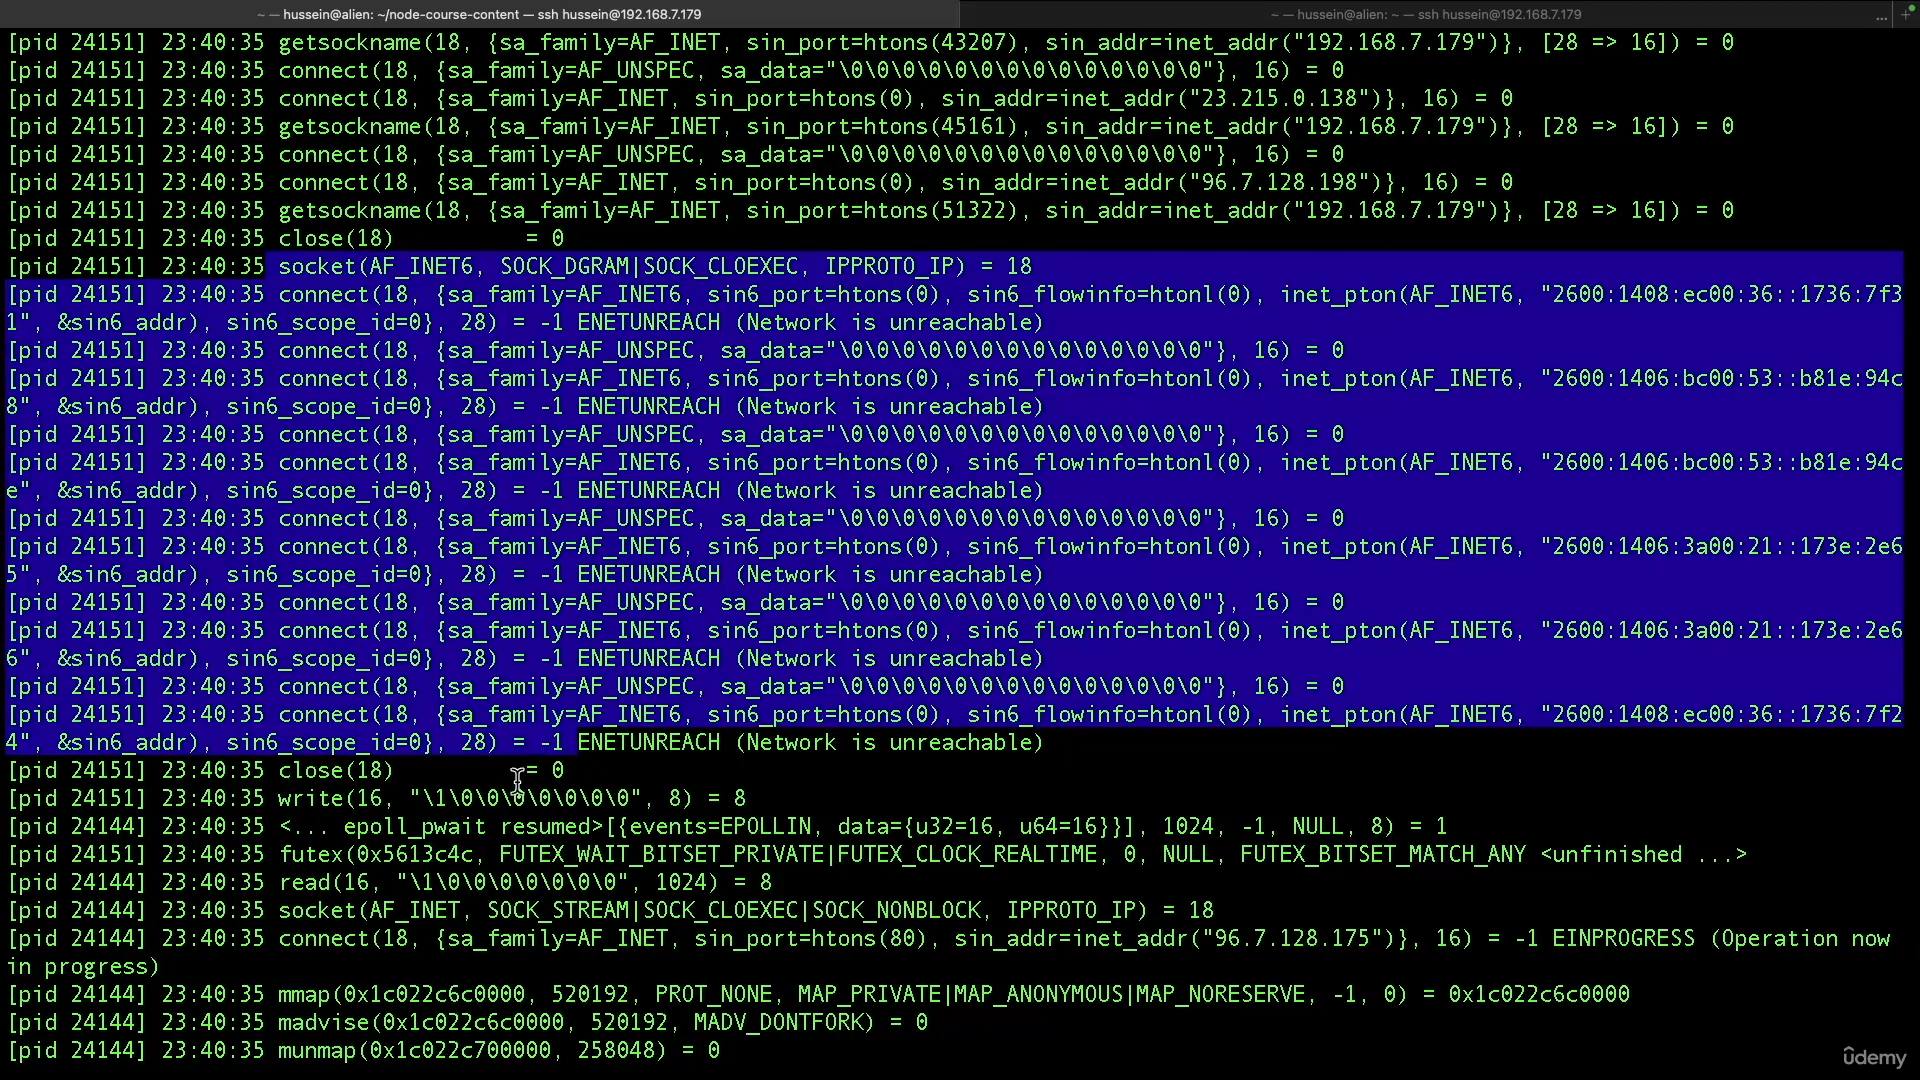 ~ — hussein@alien: ~/node-course-content — ssh hussein@192.168.7.179
~ — hussein@alien: ~ — ssh hussein@192.168.7.179
... +
[pid 24151] 23:40:35 getsockname(18, {sa_family=AF_INET, sin_port=htons(43207), sin_addr=inet_addr("192.168.7.179")}, [28 => 16]) = 0
[pid 24151] 23:40:35 connect(18, {sa_family=AF_UNSPEC, sa_data="\0\0\0\0\0\0\0\0\0\0\0\0\0\0"}, 16) = 0
[pid 24151] 23:40:35 connect(18, {sa_family=AF_INET, sin_port=htons(0), sin_addr=inet_addr("23.215.0.138")}, 16) = 0
[pid 24151] 23:40:35 getsockname(18, {sa_family=AF_INET, sin_port=htons(45161), sin_addr=inet_addr("192.168.7.179")}, [28 => 16]) = 0
[pid 24151] 23:40:35 connect(18, {sa_family=AF_UNSPEC, sa_data="\0\0\0\0\0\0\0\0\0\0\0\0\0\0"}, 16) = 0
[pid 24151] 23:40:35 connect(18, {sa_family=AF_INET, sin_port=htons(0), sin_addr=inet_addr("96.7.128.198")}, 16) = 0
[pid 24151] 23:40:35 getsockname(18, {sa_family=AF_INET, sin_port=htons(51322), sin_addr=inet_addr("192.168.7.179")}, [28 => 16]) = 0
[pid 24151] 23:40:35 close(18)          = 0
[pid 24151] 23:40:35 socket(AF_INET6, SOCK_DGRAM|SOCK_CLOEXEC, IPPROTO_IP) = 18
[pid 24151] 23:40:35 connect(18, {sa_family=AF_INET6, sin6_port=htons(0), sin6_flowinfo=htonl(0), inet_pton(AF_INET6, "2600:1408:ec00:36::1736:7f3
1", &sin6_addr), sin6_scope_id=0}, 28) = -1 ENETUNREACH (Network is unreachable)
[pid 24151] 23:40:35 connect(18, {sa_family=AF_UNSPEC, sa_data="\0\0\0\0\0\0\0\0\0\0\0\0\0\0"}, 16) = 0
[pid 24151] 23:40:35 connect(18, {sa_family=AF_INET6, sin6_port=htons(0), sin6_flowinfo=htonl(0), inet_pton(AF_INET6, "2600:1406:bc00:53::b81e:94c
8", &sin6_addr), sin6_scope_id=0}, 28) = -1 ENETUNREACH (Network is unreachable)
[pid 24151] 23:40:35 connect(18, {sa_family=AF_UNSPEC, sa_data="\0\0\0\0\0\0\0\0\0\0\0\0\0\0"}, 16) = 0
[pid 24151] 23:40:35 connect(18, {sa_family=AF_INET6, sin6_port=htons(0), sin6_flowinfo=htonl(0), inet_pton(AF_INET6, "2600:1406:bc00:53::b81e:94c
e", &sin6_addr), sin6_scope_id=0}, 28) = -1 ENETUNREACH (Network is unreachable)
[pid 24151] 23:40:35 connect(18, {sa_family=AF_UNSPEC, sa_data="\0\0\0\0\0\0\0\0\0\0\0\0\0\0"}, 16) = 0
[pid 24151] 23:40:35 connect(18, {sa_family=AF_INET6, sin6_port=htons(0), sin6_flowinfo=htonl(0), inet_pton(AF_INET6, "2600:1406:3a00:21::173e:2e6
5", &sin6_addr), sin6_scope_id=0}, 28) = -1 ENETUNREACH (Network is unreachable)
[pid 24151] 23:40:35 connect(18, {sa_family=AF_UNSPEC, sa_data="\0\0\0\0\0\0\0\0\0\0\0\0\0\0"}, 16) = 0
[pid 24151] 23:40:35 connect(18, {sa_family=AF_INET6, sin6_port=htons(0), sin6_flowinfo=htonl(0), inet_pton(AF_INET6, "2600:1406:3a00:21::173e:2e6
6", &sin6_addr), sin6_scope_id=0}, 28) = -1 ENETUNREACH (Network is unreachable)
[pid 24151] 23:40:35 connect(18, {sa_family=AF_UNSPEC, sa_data="\0\0\0\0\0\0\0\0\0\0\0\0\0\0"}, 16) = 0
[pid 24151] 23:40:35 connect(18, {sa_family=AF_INET6, sin6_port=htons(0), sin6_flowinfo=htonl(0), inet_pton(AF_INET6, "2600:1408:ec00:36::1736:7f2
4", &sin6_addr), sin6_scope_id=0}, 28) = -1 ENETUNREACH (Network is unreachable)
[pid 24151] 23:40:35 close(18)          = 0
[pid 24151] 23:40:35 write(16, "\1\0\0\0\0\0\0\0", 8) = 8
[pid 24144] 23:40:35 <... epoll_pwait resumed>[{events=EPOLLIN, data={u32=16, u64=16}}], 1024, -1, NULL, 8) = 1
[pid 24151] 23:40:35 futex(0x5613c4c, FUTEX_WAIT_BITSET_PRIVATE|FUTEX_CLOCK_REALTIME, 0, NULL, FUTEX_BITSET_MATCH_ANY <unfinished ...>
[pid 24144] 23:40:35 read(16, "\1\0\0\0\0\0\0\0", 1024) = 8
[pid 24144] 23:40:35 socket(AF_INET, SOCK_STREAM|SOCK_CLOEXEC|SOCK_NONBLOCK, IPPROTO_IP) = 18
[pid 24144] 23:40:35 connect(18, {sa_family=AF_INET, sin_port=htons(80), sin_addr=inet_addr("96.7.128.175")}, 16) = -1 EINPROGRESS (Operation now
in progress)
[pid 24144] 23:40:35 mmap(0x1c022c6c0000, 520192, PROT_NONE, MAP_PRIVATE|MAP_ANONYMOUS|MAP_NORESERVE, -1, 0) = 0x1c022c6c0000
[pid 24144] 23:40:35 madvise(0x1c022c6c0000, 520192, MADV_DONTFORK) = 0
[pid 24144] 23:40:35 munmap(0x1c022c700000, 258048) = 0
ûdemy